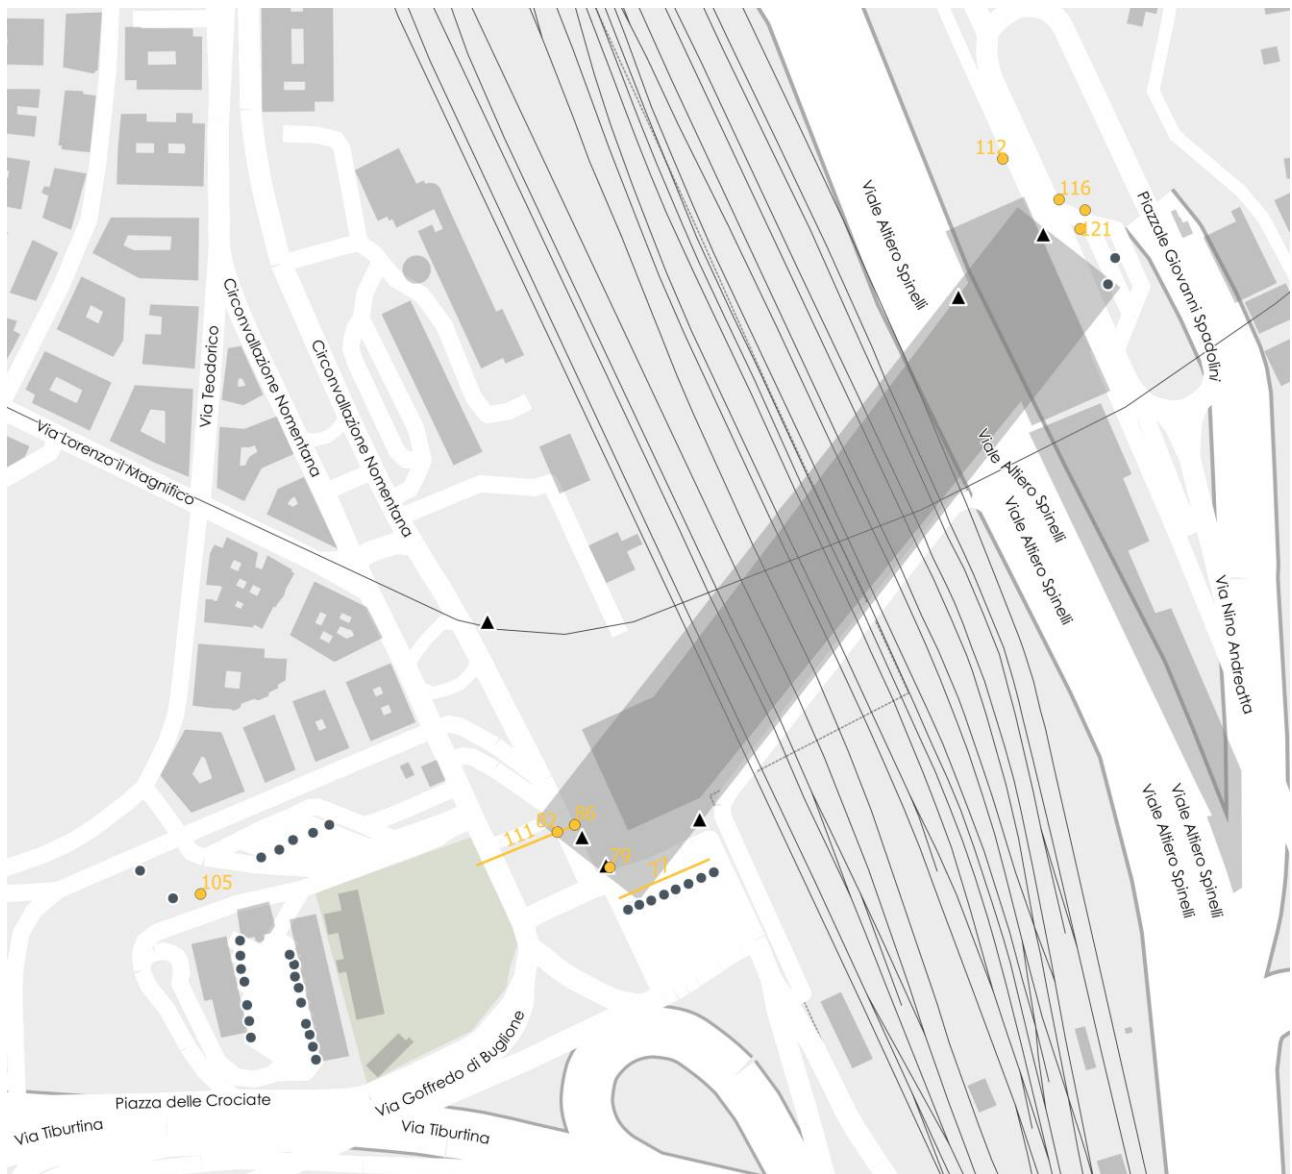 112
116
121
Viale Altiero Spinelli
Piazzale Giovanni Spadolini
Circonvallazione Nomentana
Circonvallazione Nomentana
Via Teodorico
Via Lorenzo il Magnifico
Viale Altiero Spinelli
Viale Altiero Spinelli
Via Nino Andreatta
Viale Altiero Spinelli
Viale Altiero Spinelli
111
82
86
79
77
105
Via Goffredo di Buglione
Piazza delle Crociate
Via Tiburtina
Via Tiburtina